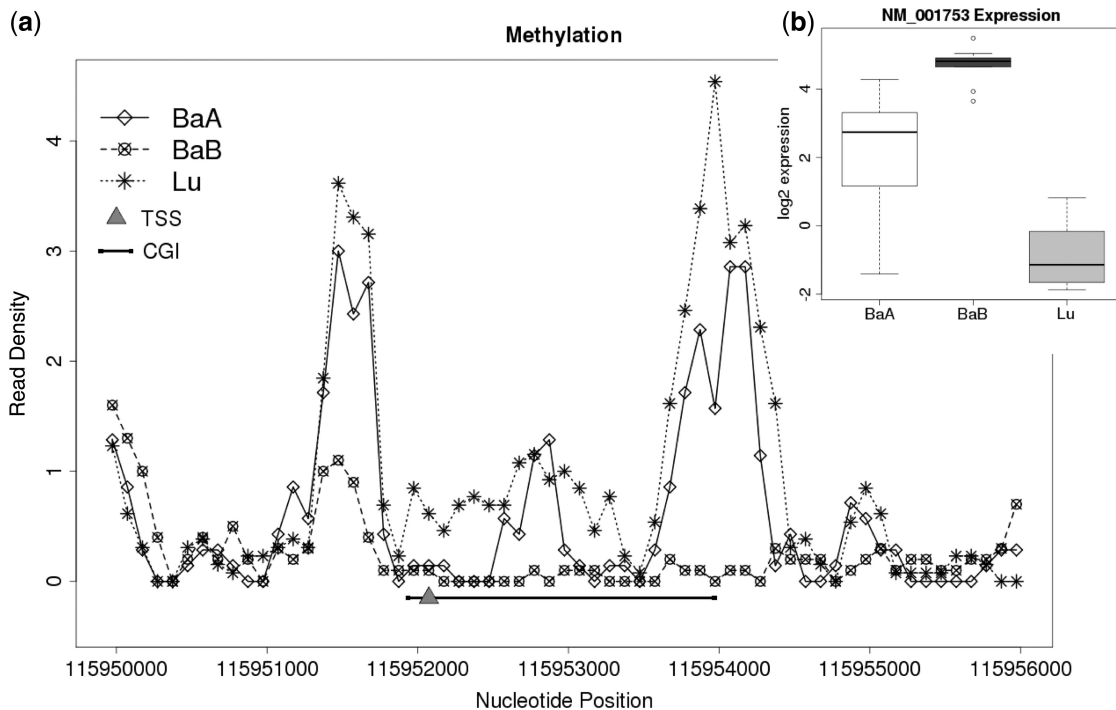 (a)
Methylation
BaA
BaB
Lu
TSS
CGI
Read Density
4
3
2
1
0
115950000 115951000 115952000 115953000 115954000 115955000 115956000
Nucleotide Position
(b)
NM_001753 Expression
log2 expression
4
2
0
-2
BaA BaB Lu